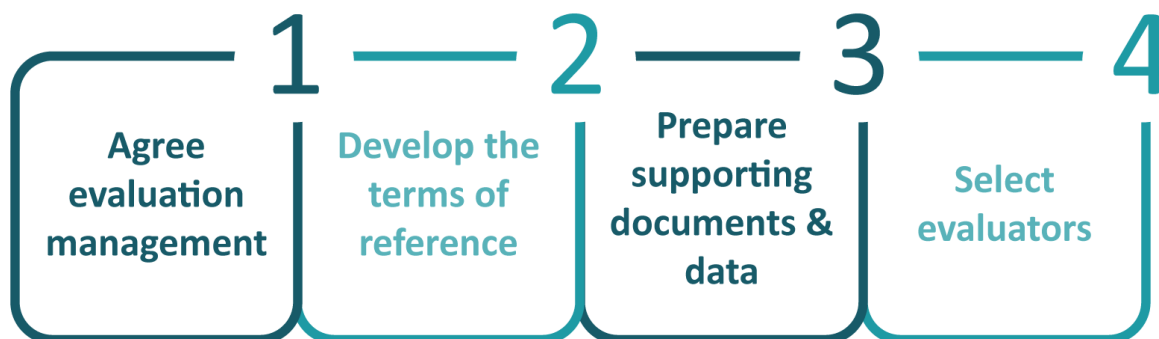 1
Agree
evaluation
management
2
Develop the
terms of
reference
3
Prepare
supporting
documents &
data
4
Select
evaluators